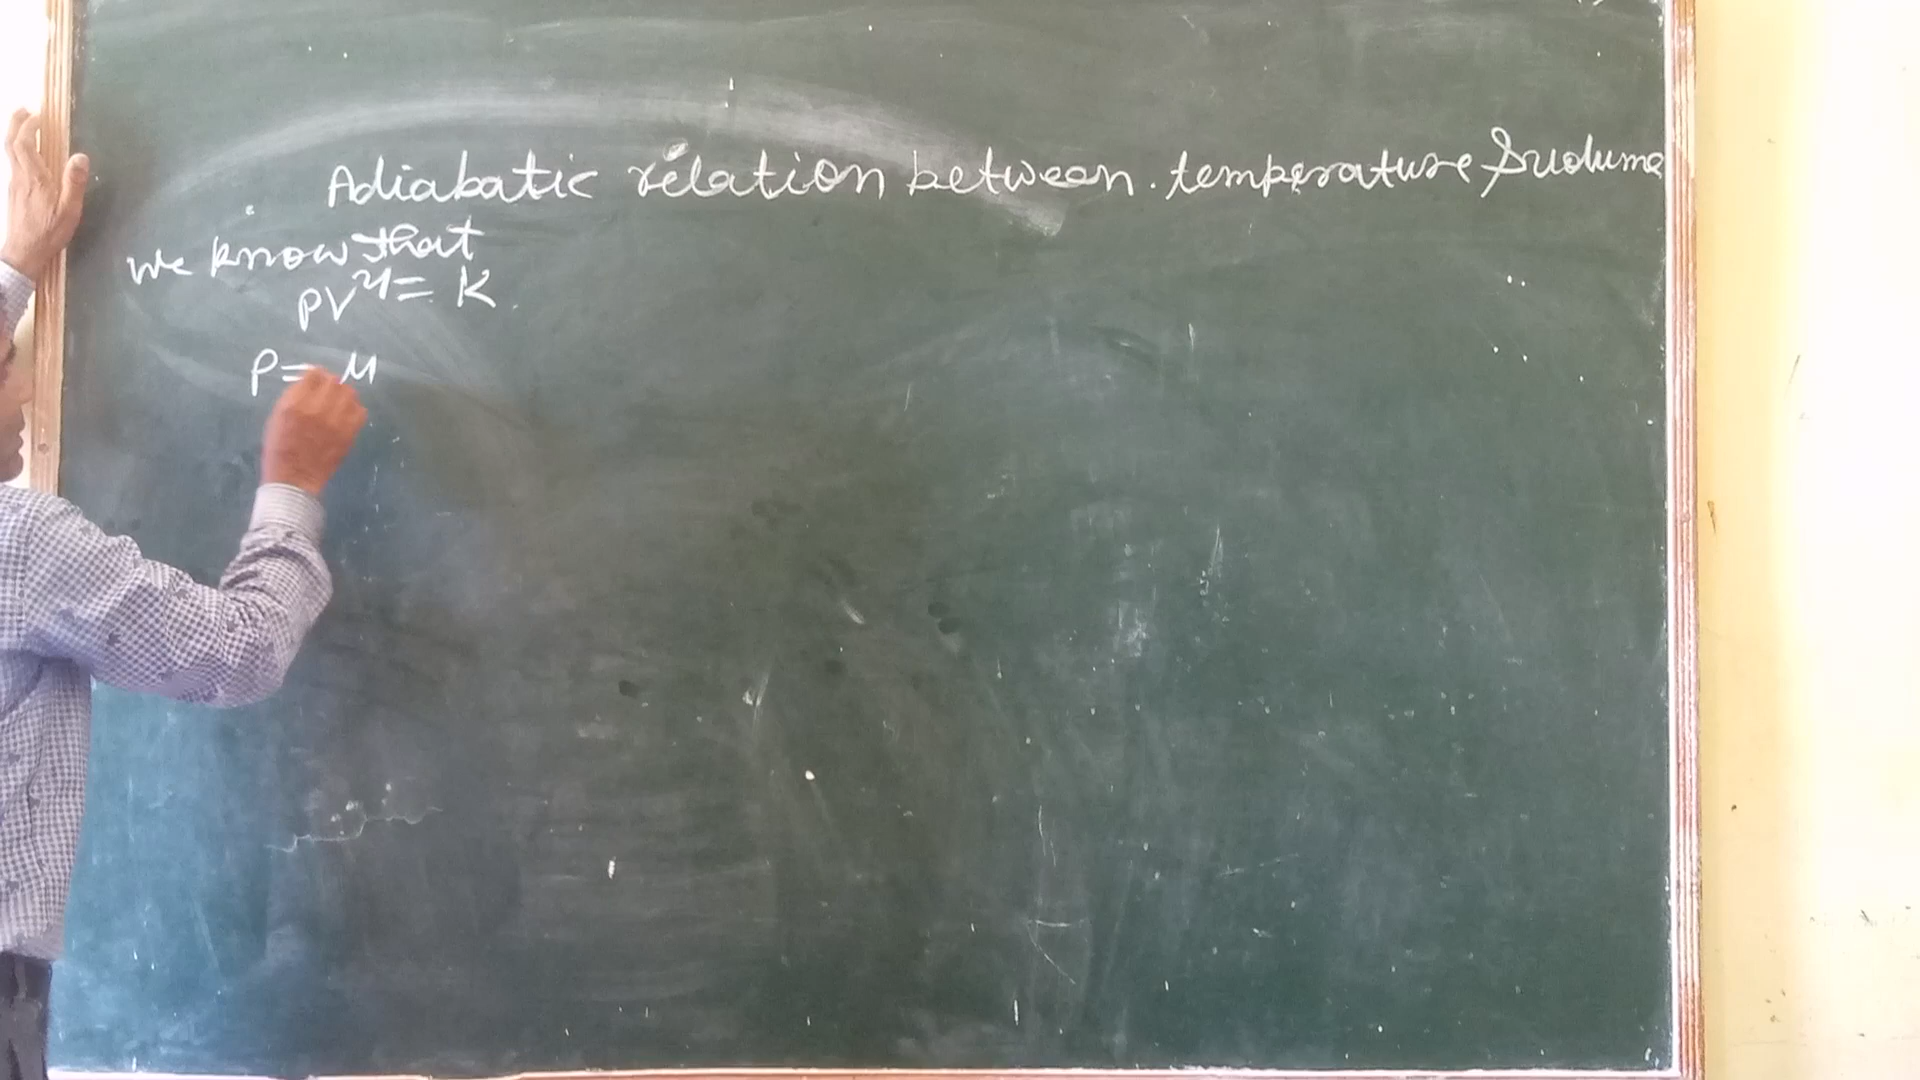 Adiabatic relation between temperature & volume
We know that
PV^γ = K
P = μ